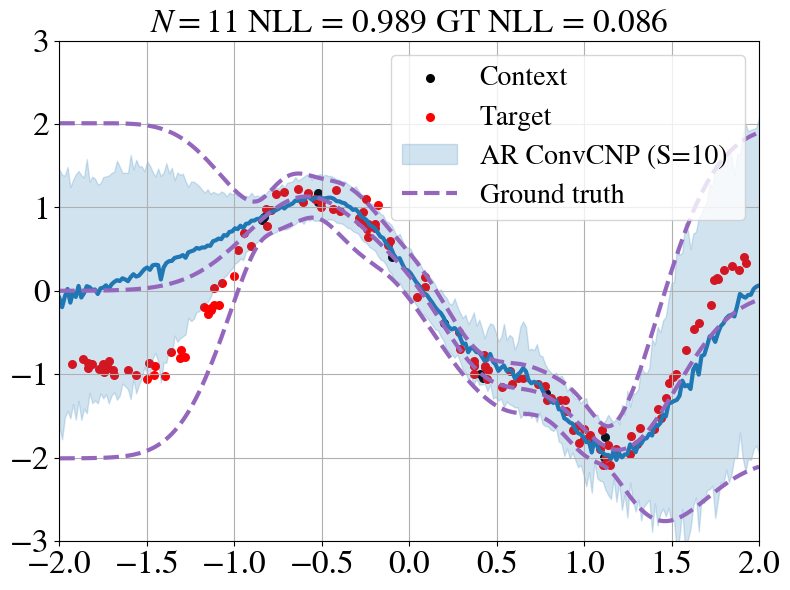 N = 11 NLL = 0.989 GT NLL = 0.086
3
2
1
0
−1
−2
−3
Context
Target
AR ConvCNP (S=10)
Ground truth
−2.0 −1.5 −1.0 −0.5 0.0 0.5 1.0 1.5 2.0